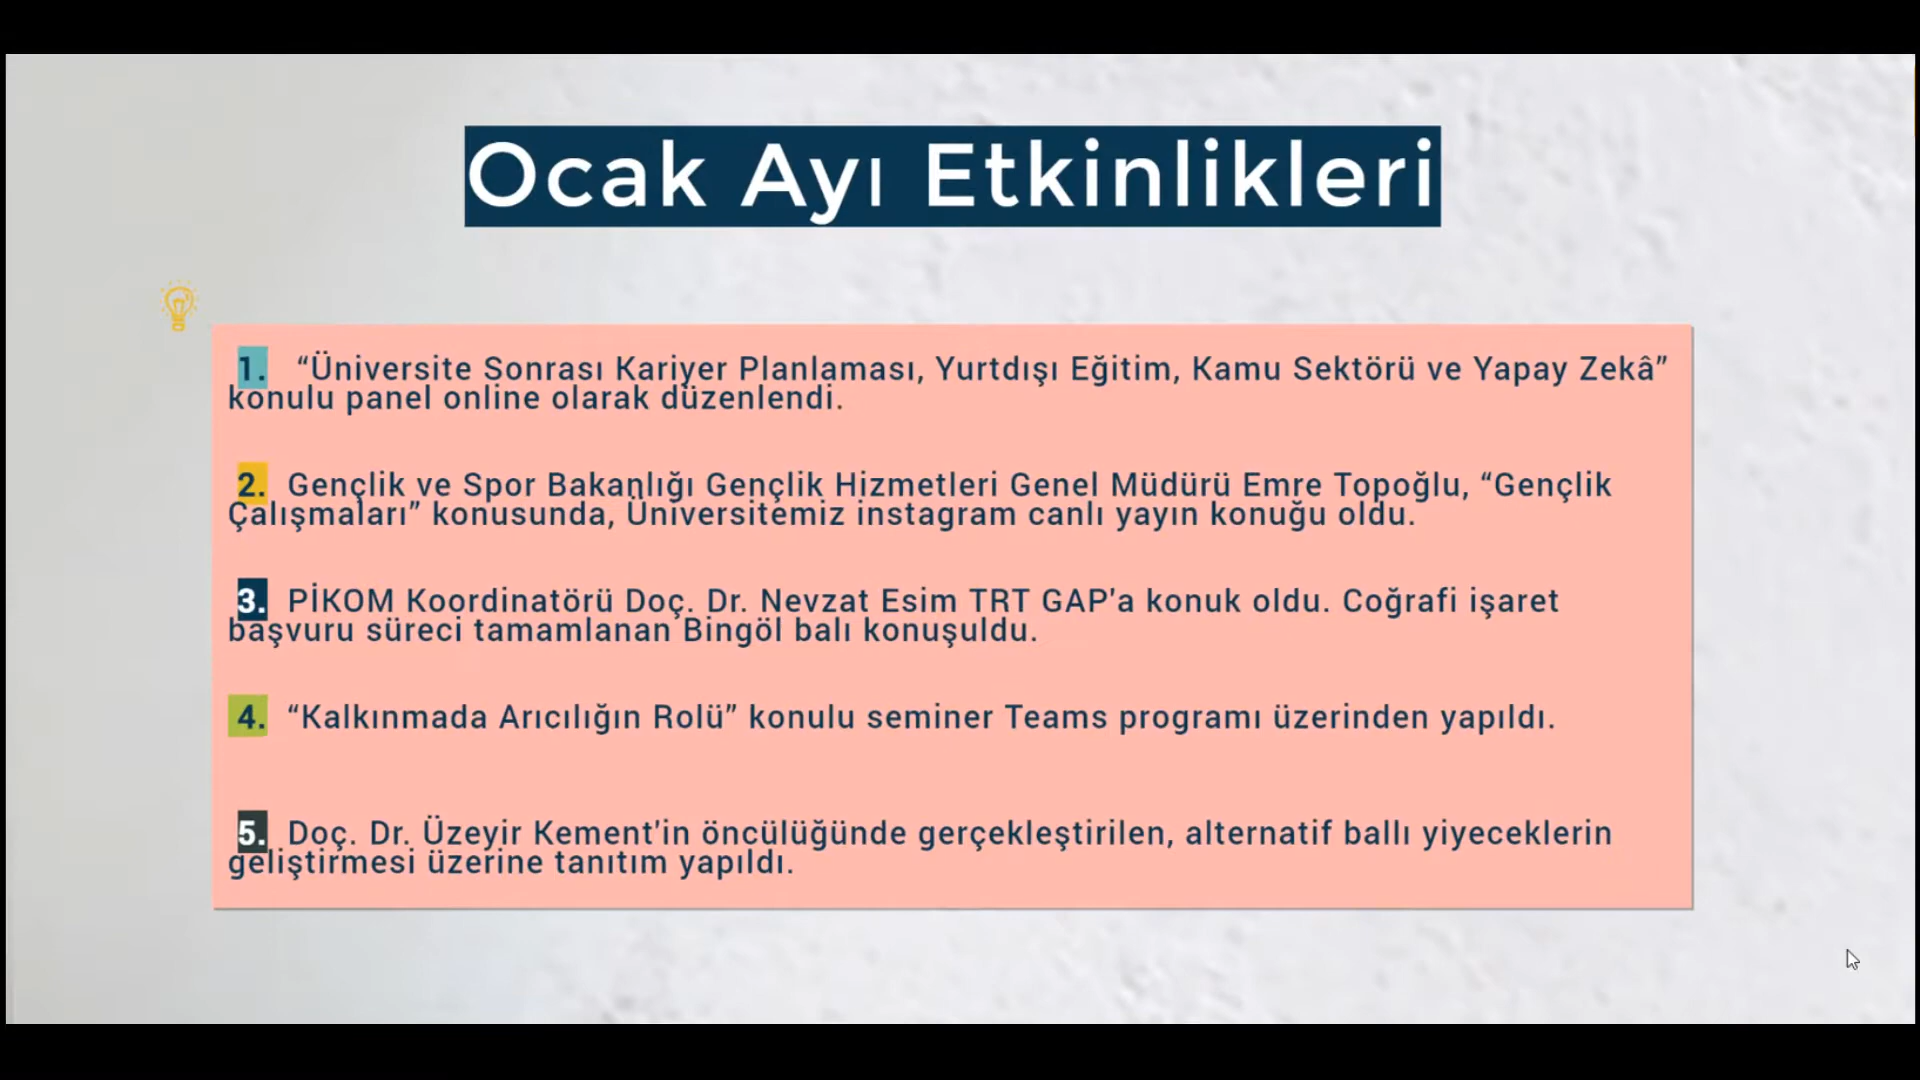 Ocak Ayı Etkinlikleri
1. “Üniversite Sonrası Kariyer Planlaması, Yurtdışı Eğitim, Kamu Sektörü ve Yapay Zekâ”
konulu panel online olarak düzenlendi.
2. Gençlik ve Spor Bakanlığı Gençlik Hizmetleri Genel Müdürü Emre Topoğlu, “Gençlik
Çalışmaları” konusunda, Üniversitemiz instagram canlı yayın konuğu oldu.
3. PİKOM Koordinatörü Doç. Dr. Nevzat Esim TRT GAP'a konuk oldu. Coğrafi işaret
başvuru süreci tamamlanan Bingöl balı konuşuldu.
4. “Kalkınmada Arıcılığın Rolü” konulu seminer Teams programı üzerinden yapıldı.
5. Doç. Dr. Üzeyir Kement'in öncülüğünde gerçekleştirilen, alternatif ballı yiyeceklerin
geliştirmesi üzerine tanıtım yapıldı.